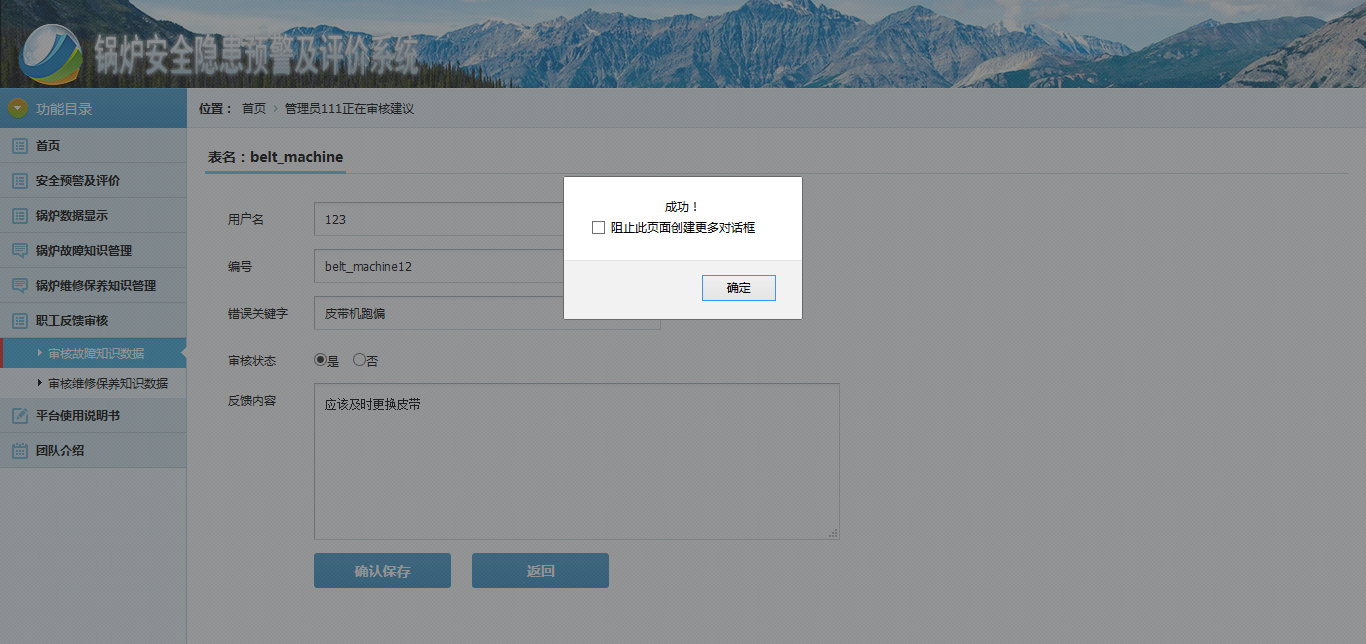 锅炉安全隐患预警及评价系统
功能目录
位置： 首页 › 管理员111正在审核建议
首页
安全预警及评价
锅炉数据显示
锅炉故障知识管理
锅炉维修保养知识管理
职工反馈审核
审核故障知识数据
审核维修保养知识数据
平台使用说明书
团队介绍
表名：belt_machine
用户名 123
编号 belt_machine12
错误关键字 皮带机跑偏
审核状态 是 否
反馈内容 应该及时更换皮带
确认保存 返回
成功！
阻止此页面创建更多对话框
确定